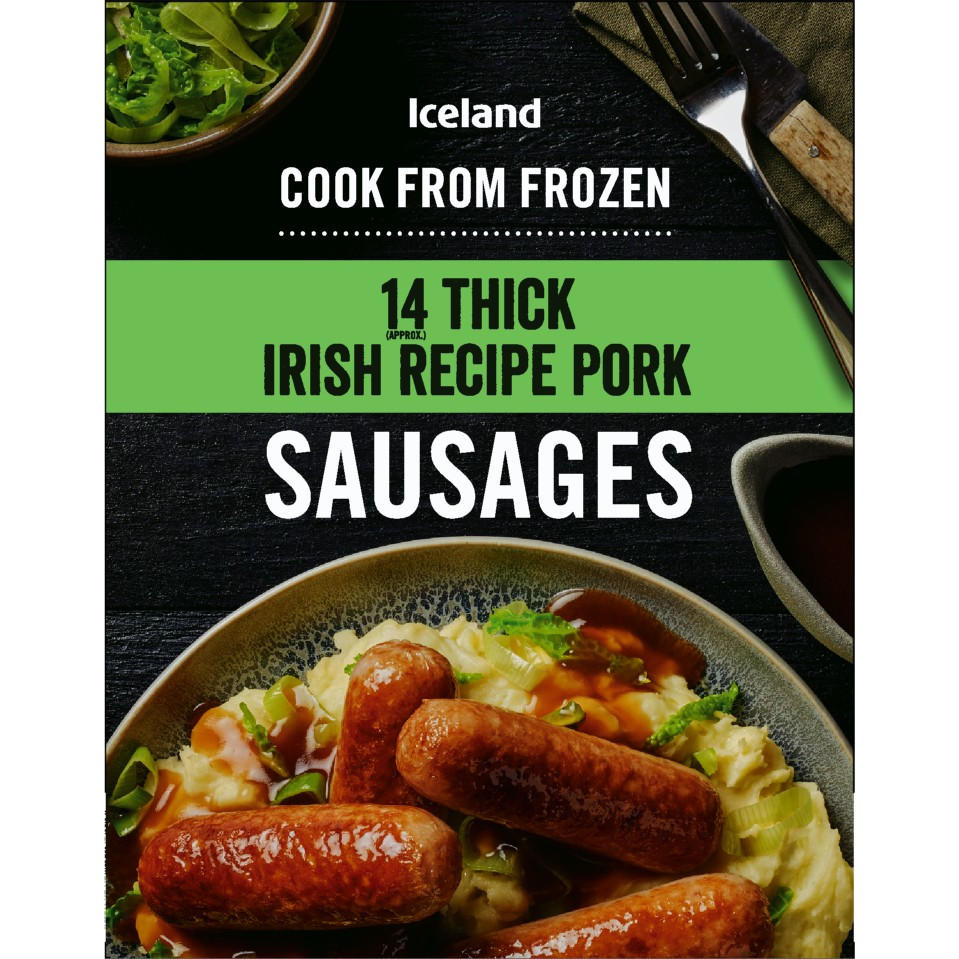 Iceland
COOK FROM FROZEN
14 THICK
(APPROX.)
IRISH RECIPE PORK
SAUSAGES